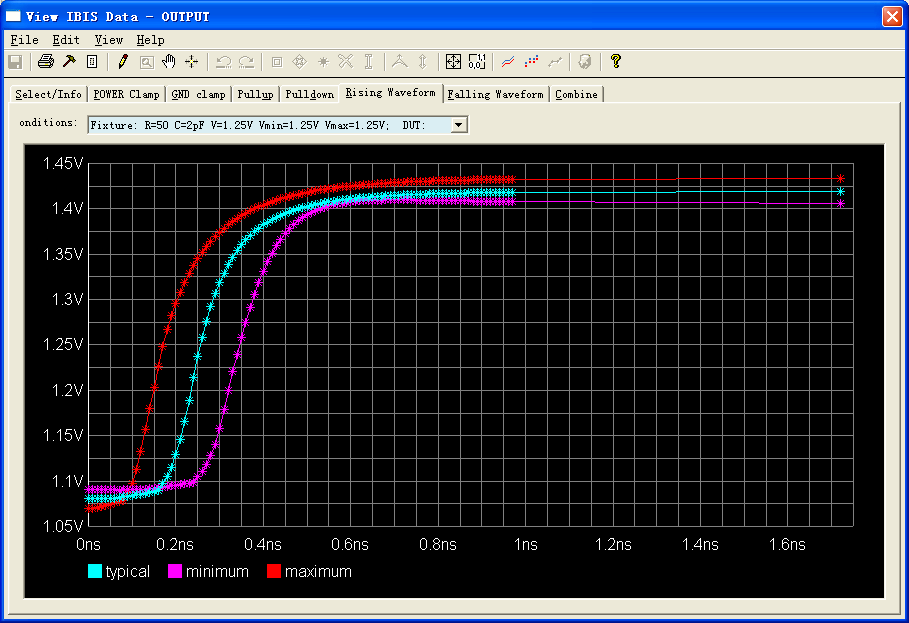 View IBIS Data - OUTPUT
File Edit View Help
Select/Info POWER Clamp GND clamp Pullup Pulldown Rising Waveform Falling Waveform Combine
onditions: Fixture: R=50 C=2pF V=1.25V Vmin=1.25V Vmax=1.25V; DUT:
1.45V
1.4V
1.35V
1.3V
1.25V
1.2V
1.15V
1.1V
1.05V
0ns 0.2ns 0.4ns 0.6ns 0.8ns 1ns 1.2ns 1.4ns 1.6ns
typical minimum maximum